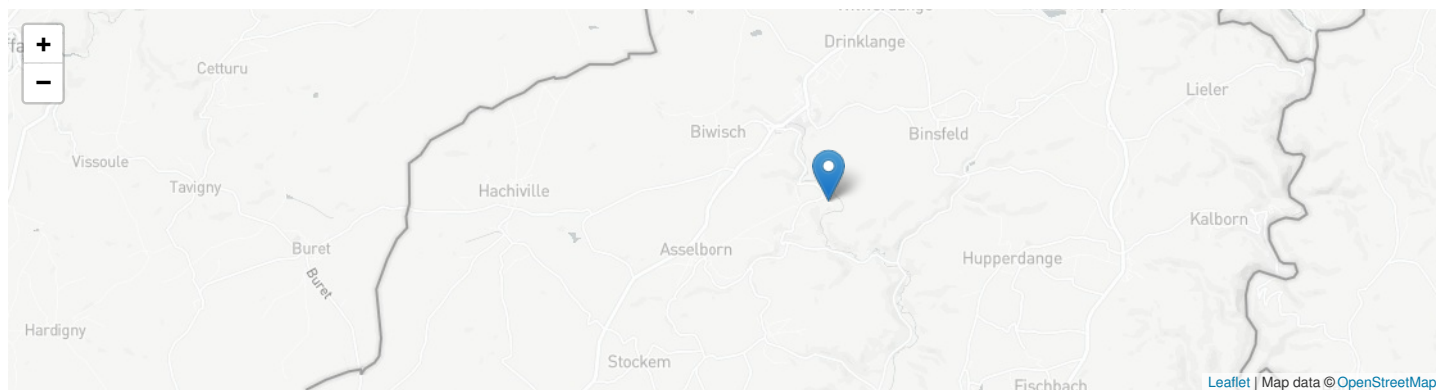 +
−
Drinklange
Cetturu
Lieler
Biwisch
Binsfeld
Vissoule
Tavigny
Hachiville
Kalborn
Buret
Asselborn
Hupperdange
Buret
Hardigny
Stockem
Fischbach
Leaflet | Map data © OpenStreetMap